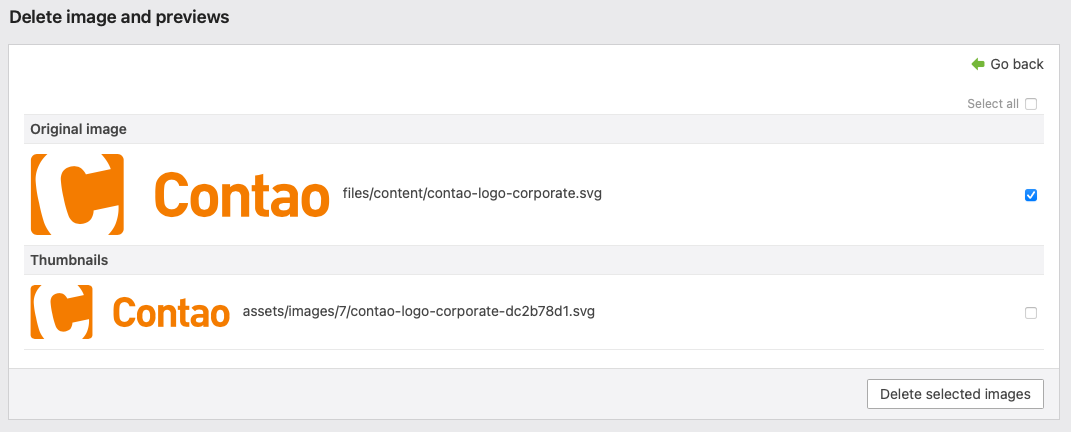 Delete image and previews
Go back
Select all
Original image
Contao files/content/contao-logo-corporate.svg
Thumbnails
Contao assets/images/7/contao-logo-corporate-dc2b78d1.svg
Delete selected images